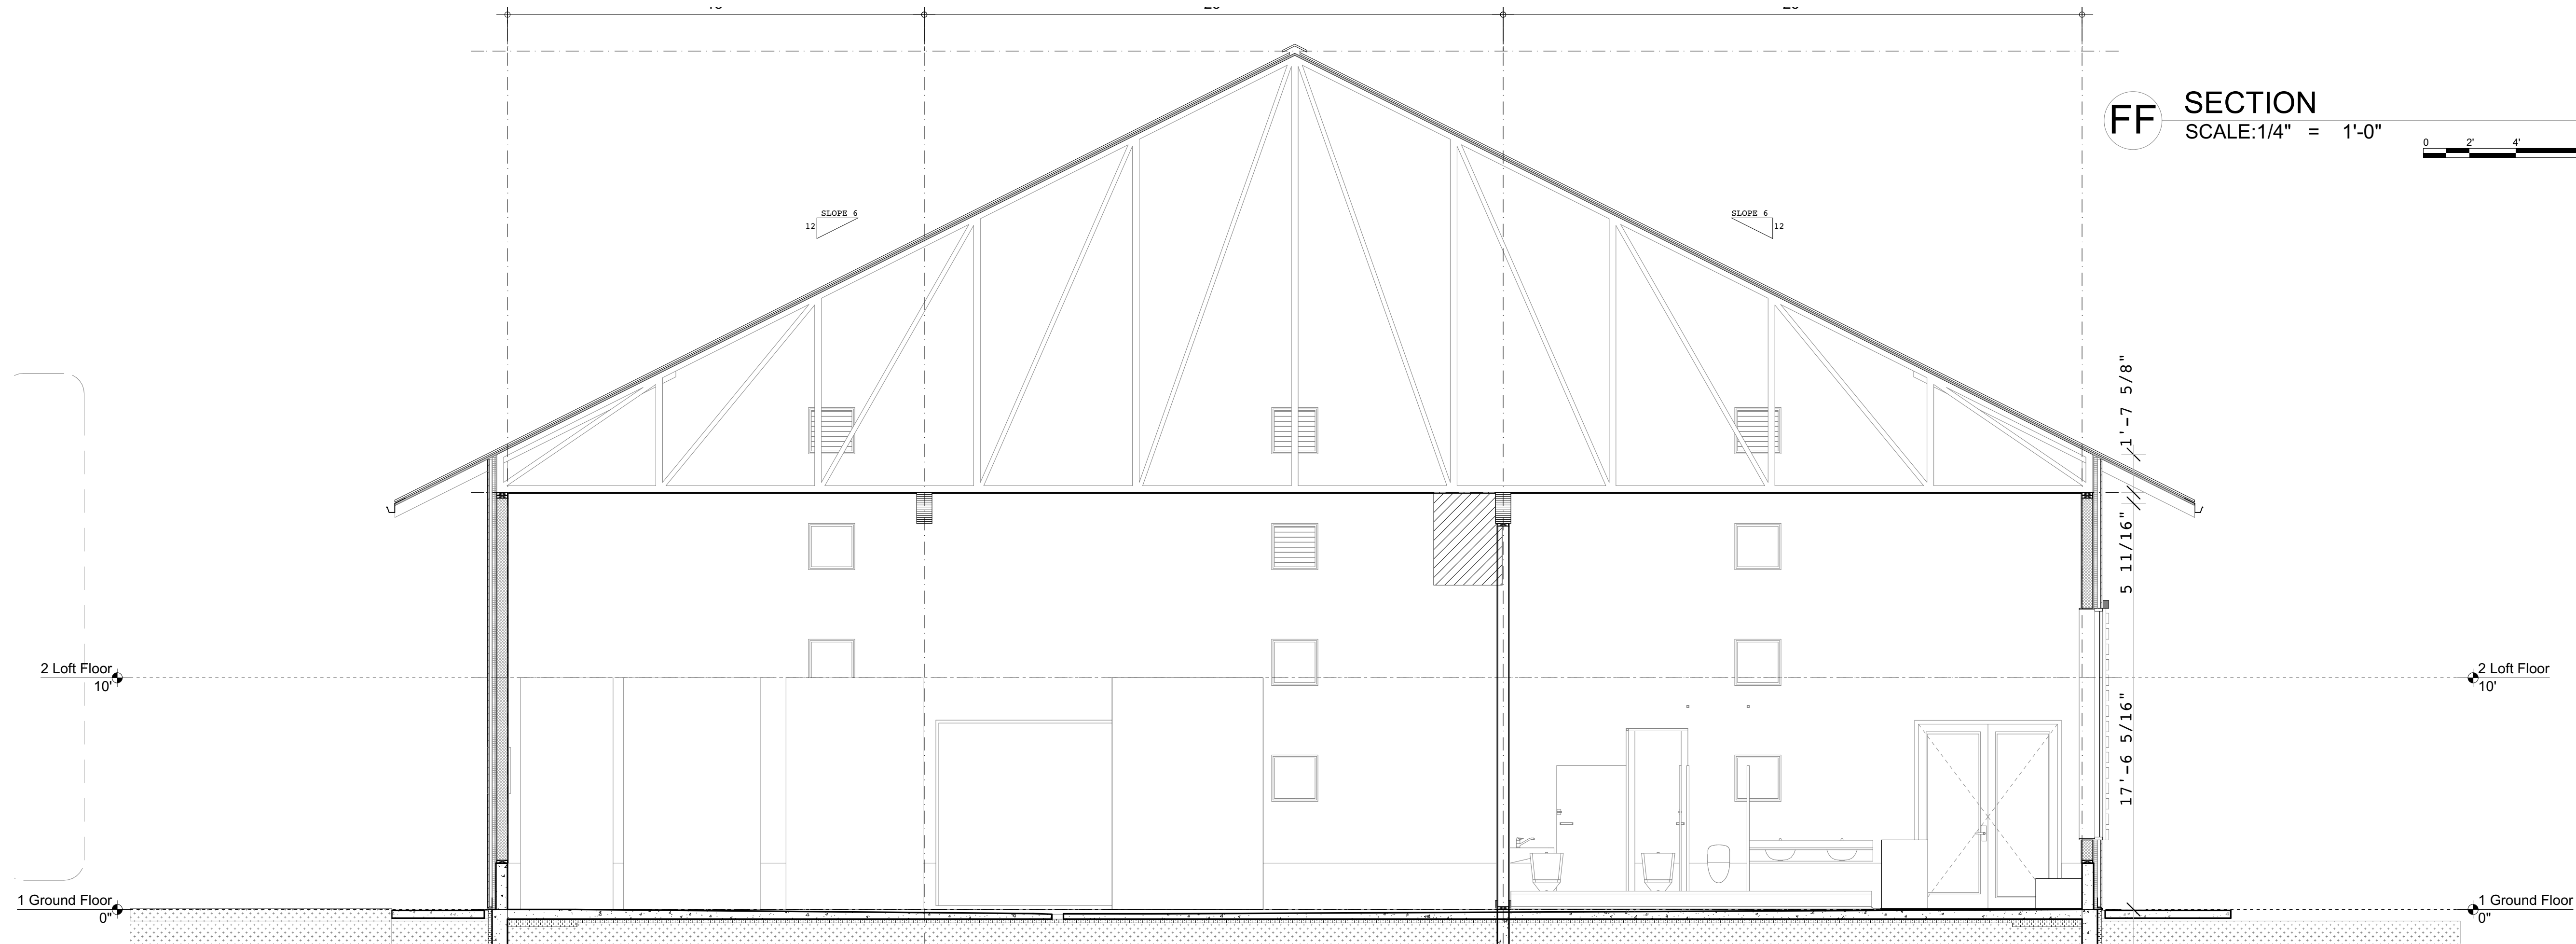 FF
SECTION
SCALE:1/4" = 1'-0"
0 2' 4'
SLOPE 6
12
SLOPE 6
12
1'-7 5/8"
5 11/16"
17'-6 5/16"
2 Loft Floor
10'
2 Loft Floor
10'
1 Ground Floor
0"
1 Ground Floor
0"